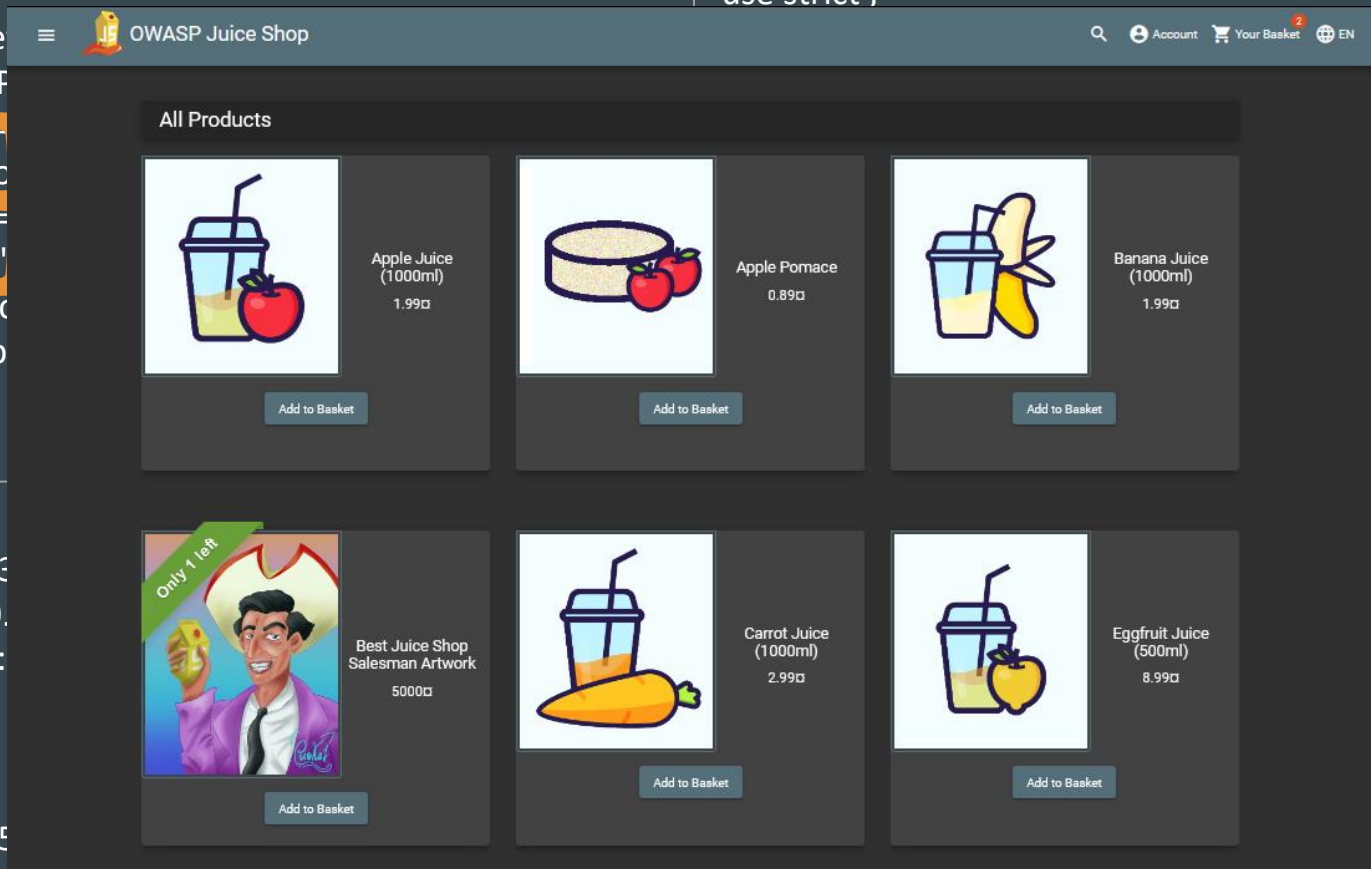 use strict ;
OWASP Juice Shop
Account
Your Basket
2
EN
All Products
Apple Juice
(1000ml)
1.99¤
Add to Basket
Apple Pomace
0.89¤
Add to Basket
Banana Juice
(1000ml)
1.99¤
Add to Basket
Only 1 left
Best Juice Shop
Salesman Artwork
5000¤
Add to Basket
Carrot Juice
(1000ml)
2.99¤
Add to Basket
Eggfruit Juice
(500ml)
8.99¤
Add to Basket